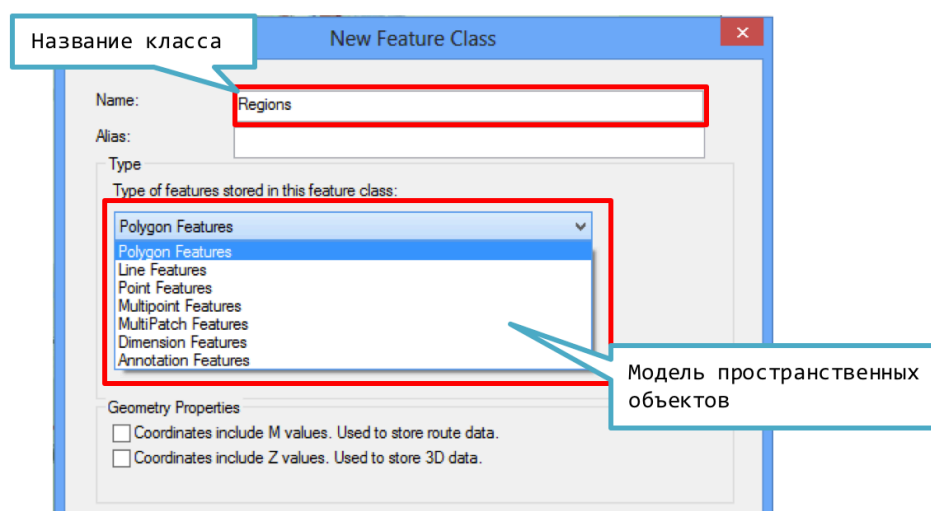 Название класса
New Feature Class
Name:
Regions
Alias:
Type
Type of features stored in this feature class:
Polygon Features
Polygon Features
Line Features
Point Features
Multipoint Features
MultiPatch Features
Dimension Features
Annotation Features
Модель пространственных
объектов
Geometry Properties
Coordinates include M values. Used to store route data.
Coordinates include Z values. Used to store 3D data.